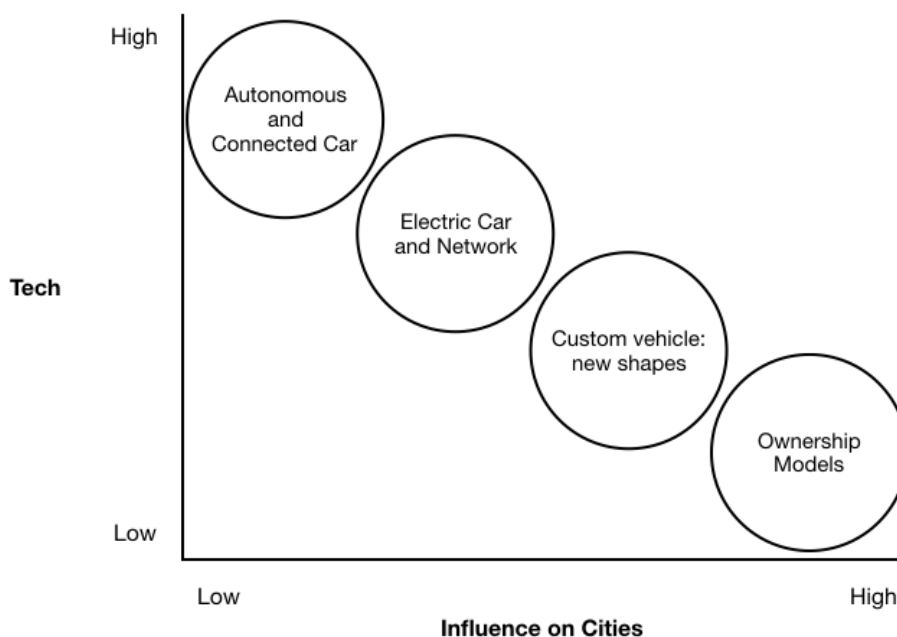 High
Autonomous
and
Connected Car
Electric Car
and Network
Tech
Custom vehicle:
new shapes
Ownership
Models
Low
Low
High
Influence on Cities